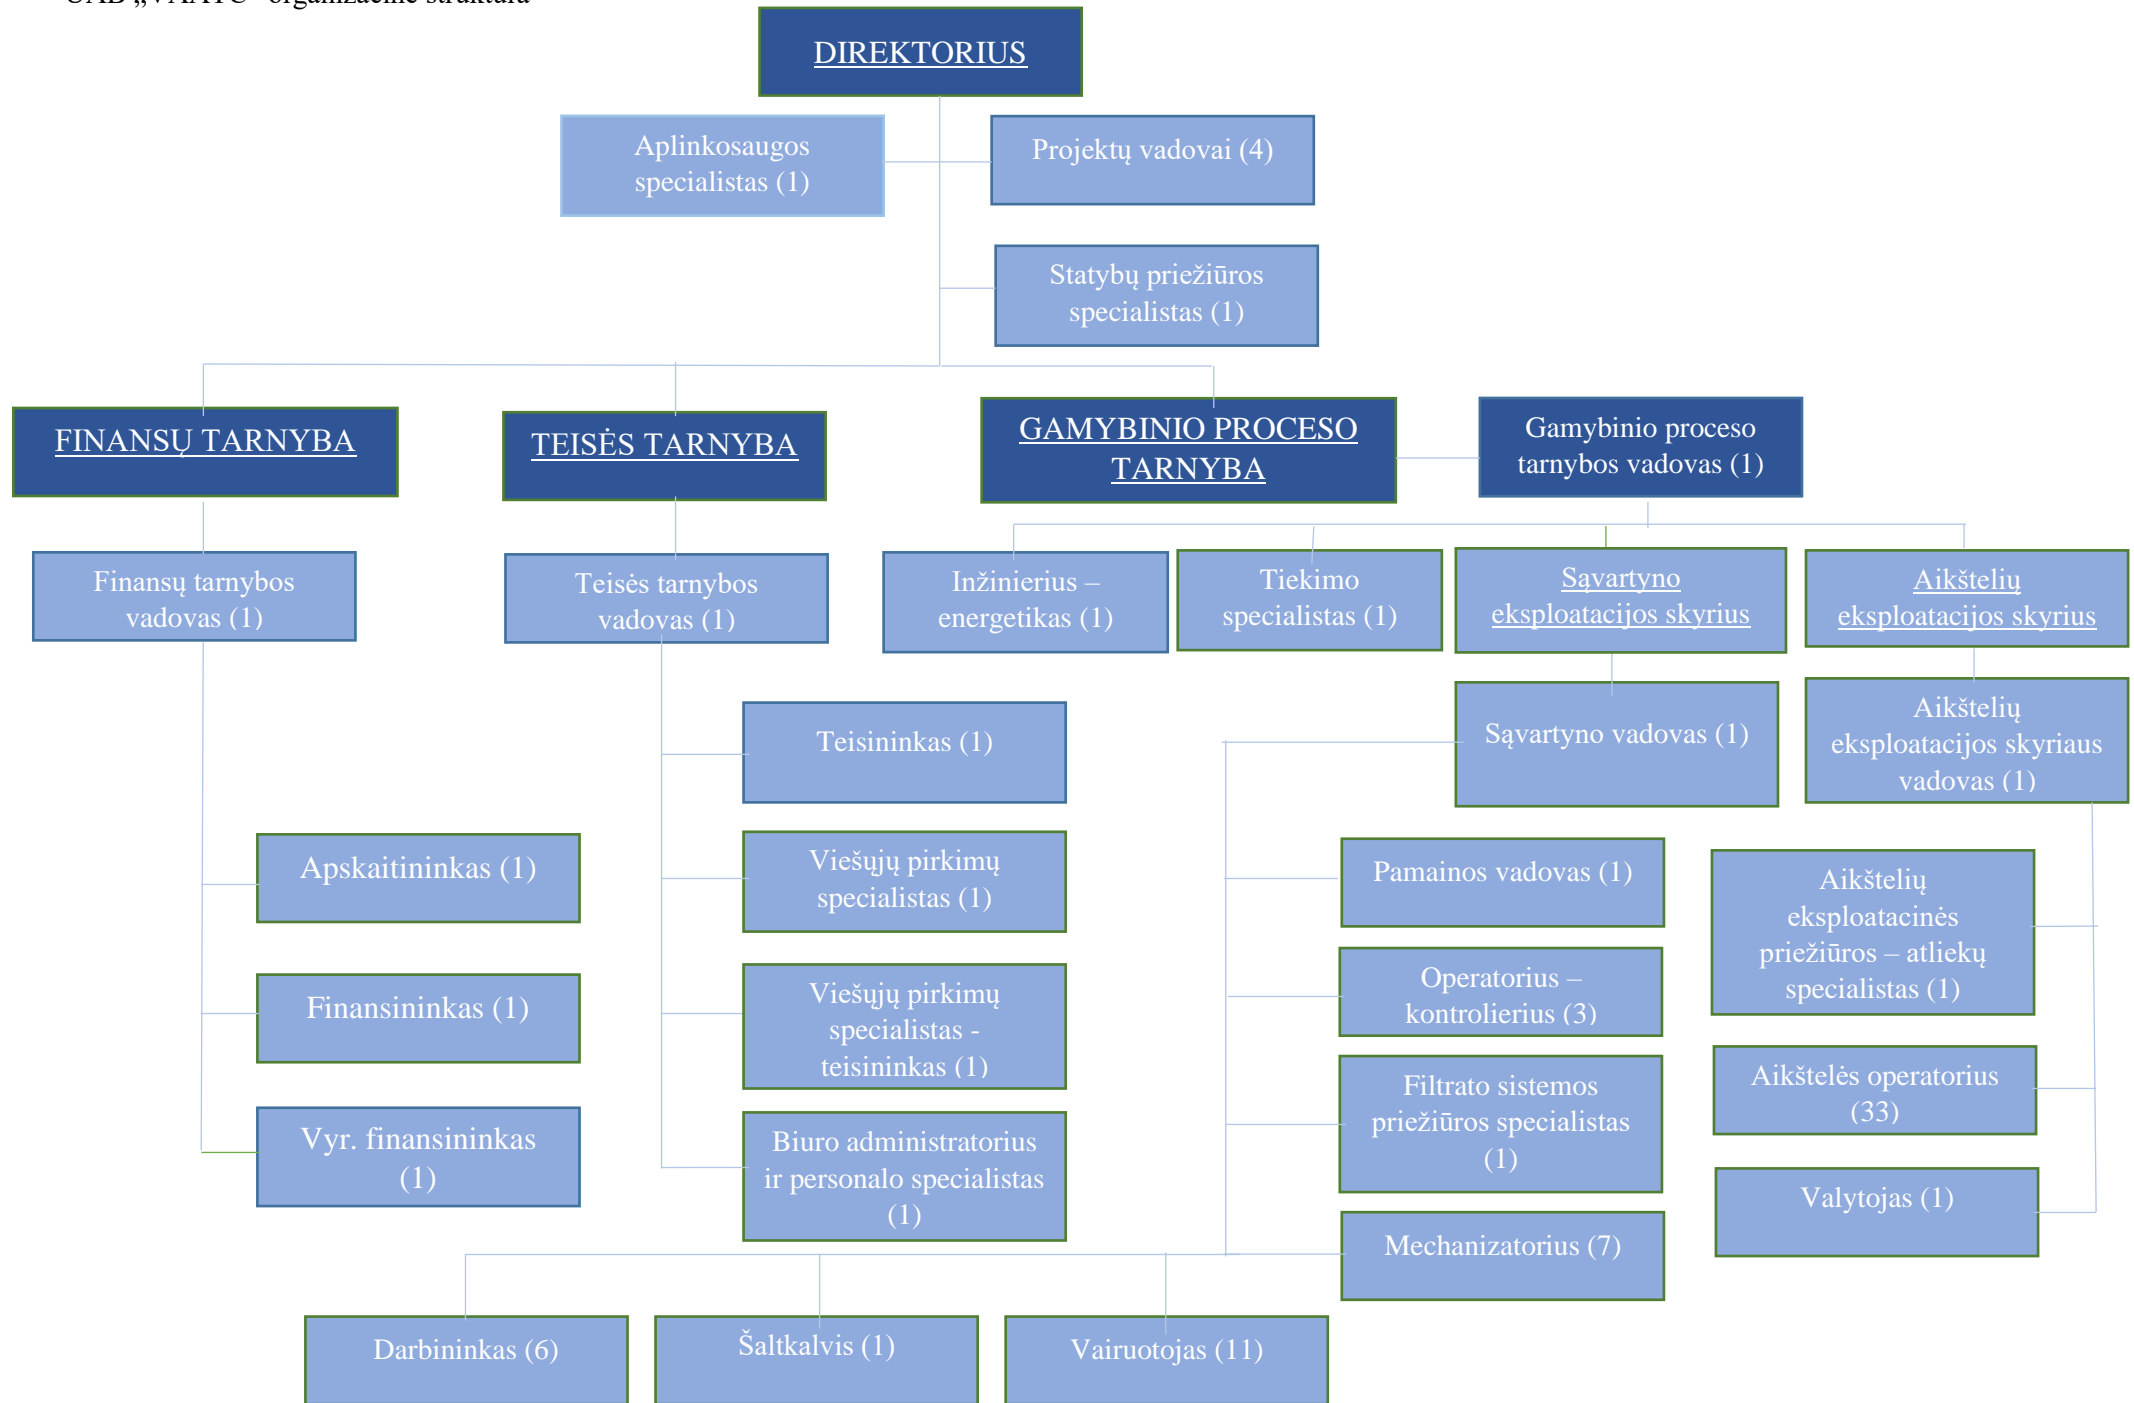 UAB „VAATC“ organizacinė struktūra
DIREKTORIUS
Aplinkosaugos
specialistas (1)
Projektų vadovai (4)
Statybų priežiūros
specialistas (1)
FINANSŲ TARNYBA
TEISĖS TARNYBA
GAMYBINIO PROCESO
TARNYBA
Gamybinio proceso
tarnybos vadovas (1)
Finansų tarnybos
vadovas (1)
Teisės tarnybos
vadovas (1)
Inžinierius –
energetikas (1)
Tiekimo
specialistas (1)
Sąvartyno
eksploatacijos skyrius
Aikštelių
eksploatacijos skyrius
Teisininkas (1)
Sąvartyno vadovas (1)
Aikštelių
eksploatacijos skyriaus
vadovas (1)
Apskaitininkas (1)
Viešųjų pirkimų
specialistas (1)
Pamainos vadovas (1)
Aikštelių
eksploatacinės
priežiūros – atliekų
specialistas (1)
Finansininkas (1)
Viešųjų pirkimų
specialistas -
teisininkas (1)
Operatorius –
kontrolierius (3)
Filtrato sistemos
priežiūros specialistas
(1)
Aikštelės operatorius
(33)
Vyr. finansininkas
(1)
Biuro administratorius
ir personalo specialistas
(1)
Valytojas (1)
Mechanizatorius (7)
Darbininkas (6)
Šaltkalvis (1)
Vairuotojas (11)